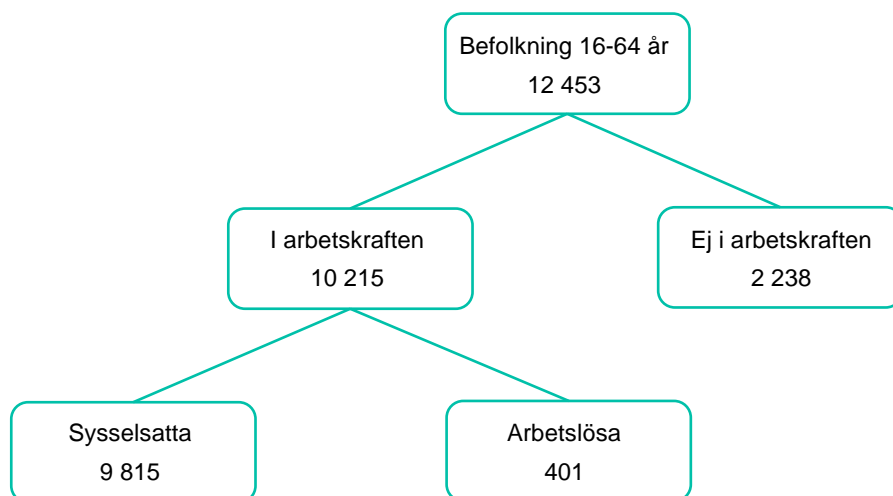 Befolkning 16-64 år
12 453
I arbetskraften
10 215
Ej i arbetskraften
2 238
Sysselsatta
9 815
Arbetslösa
401